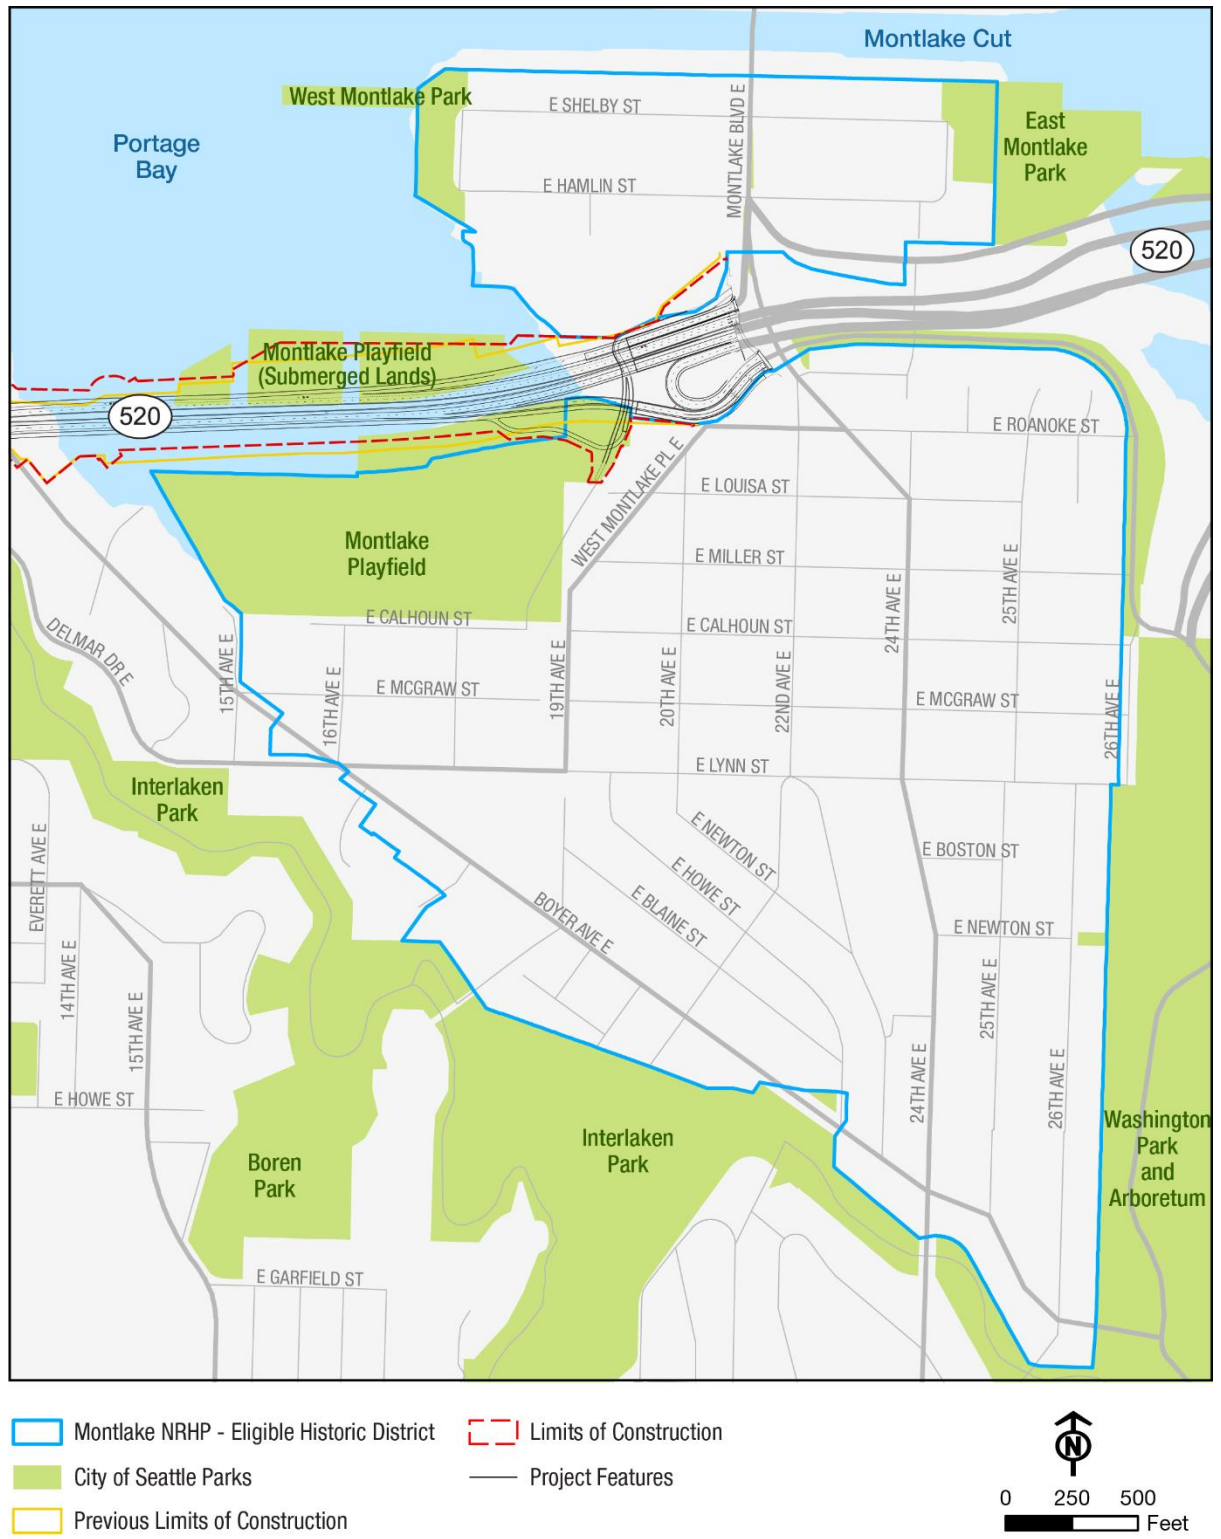 Montlake Cut
West Montlake Park
E SHELBY ST
MONTLAKE BLVD E
East
Montlake
Park
Portage
Bay
E HAMLIN ST
520
Montlake Playfield
(Submerged Lands)
520
E ROANOKE ST
WEST MONTLAKE PL E
E LOUISA ST
Montlake
Playfield
E MILLER ST
24TH AVE E
25TH AVE E
E CALHOUN ST
E CALHOUN ST
DELMAR DR E
15TH AVE E
16TH AVE E
E MCGRAW ST
19TH AVE E
20TH AVE E
22ND AVE E
E MCGRAW ST
26TH AVE E
E LYNN ST
Interlaken
Park
EVERETT AVE E
E NEWTON ST
E BOSTON ST
E HOWE ST
E BLAINE ST
BOYER AVE E
E NEWTON ST
14TH AVE E
15TH AVE E
25TH AVE E
24TH AVE E
26TH AVE E
E HOWE ST
Interlaken
Park
Boren
Park
Washington
Park
and
Arboretum
E GARFIELD ST
Montlake NRHP - Eligible Historic District
Limits of Construction
City of Seattle Parks
Project Features
Previous Limits of Construction
N
0 250 500
Feet